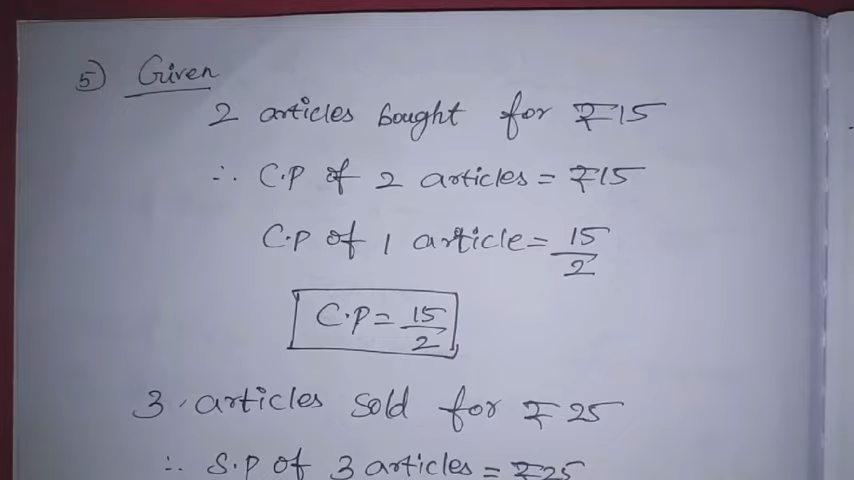 5) Given
2 articles bought for ₹15
∴ C.P of 2 articles = ₹15
C.P of 1 article = 15/2
C.P = 15/2
3 articles sold for ₹25
∴ S.P of 3 articles = ₹25